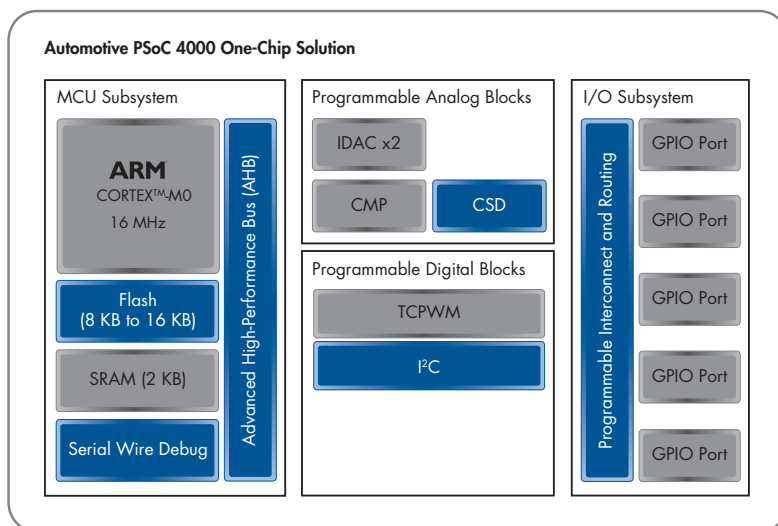 Automotive PSoC 4000 One-Chip Solution
MCU Subsystem
ARM
CORTEX™-M0
16 MHz
Flash
(8 KB to 16 KB)
SRAM (2 KB)
Serial Wire Debug
Advanced High-Performance Bus (AHB)
Programmable Analog Blocks
IDAC x2
CMP
CSD
Programmable Digital Blocks
TCPWM
I²C
I/O Subsystem
Programmable Interconnect and Routing
GPIO Port
GPIO Port
GPIO Port
GPIO Port
GPIO Port